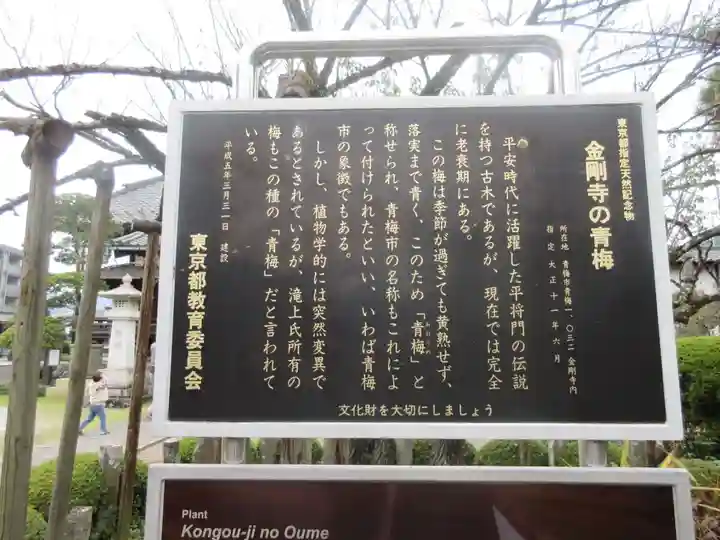 東京都指定天然記念物
金剛寺の青梅
所在地 青梅市青梅一、〇三二 金剛寺内
指定 大正十一年六月
平安時代に活躍した平将門の伝説
を持つ古木であるが、現在では完全
に老衰期にある。
この梅は季節が過ぎても黄熟せず、
落実まで青く、このため「青梅」と
称せられ、青梅市の名称もこれによ
って付けられたといい、いわば青梅
市の象徴でもある。
しかし、植物学的には突然変異で
あるとされているが、滝上氏所有の
梅もこの種の「青梅」だと言われて
いる。
平成五年三月三一日 建設
東京都教育委員会
文化財を大切にしましょう
Plant
Kongou-ji no Oume